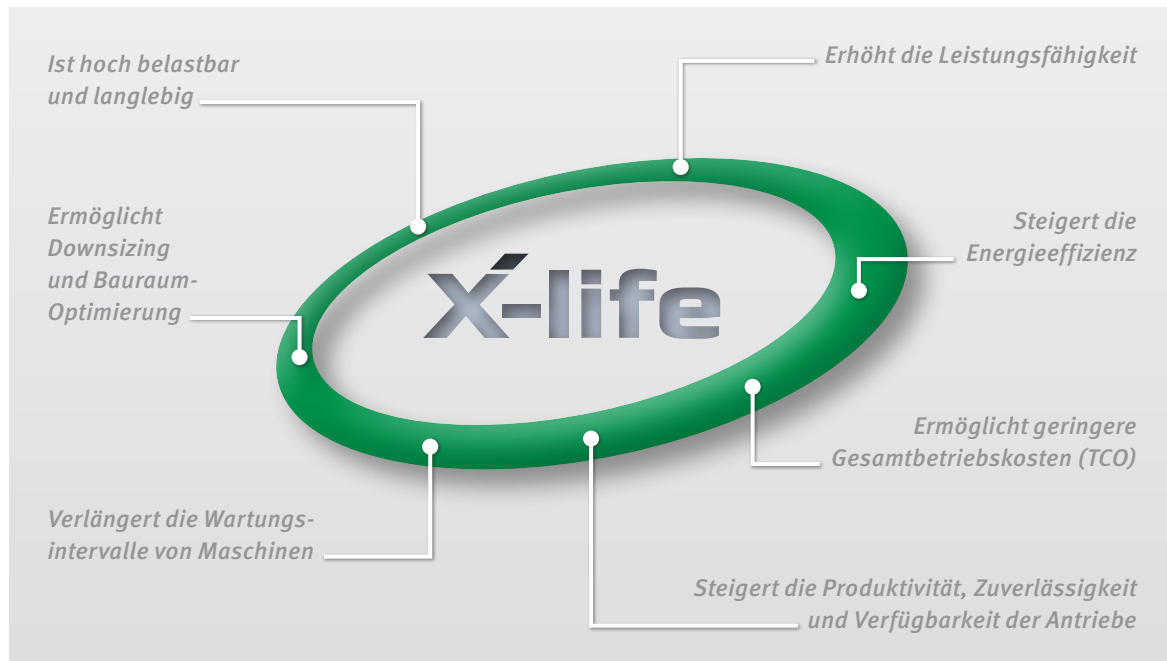 Ist hoch belastbar
und langlebig
Erhöht die Leistungsfähigkeit
Ermöglicht
Downsizing
und Bauraum-
Optimierung
Steigert die
Energieeffizienz
X-life
Ermöglicht geringere
Gesamtbetriebskosten (TCO)
Verlängert die Wartungs-
intervalle von Maschinen
Steigert die Produktivität, Zuverlässigkeit
und Verfügbarkeit der Antriebe